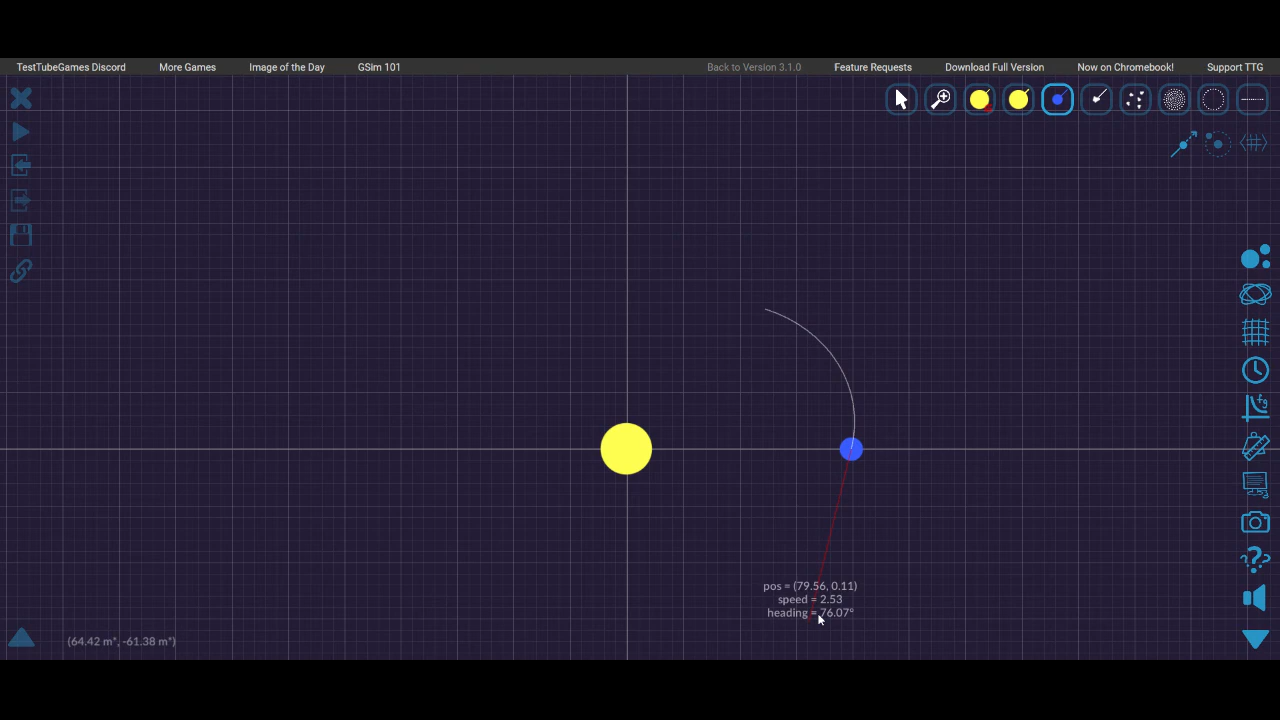 TestTubeGames Discord More Games Image of the Day GSim 101 Back to Version 3.1.0 Feature Requests Download Full Version Now on Chromebook! Support TTG
pos = (79.56, 0.11)
speed = 2.53
heading = 76.07°
(64.42 m*, -61.38 m*)